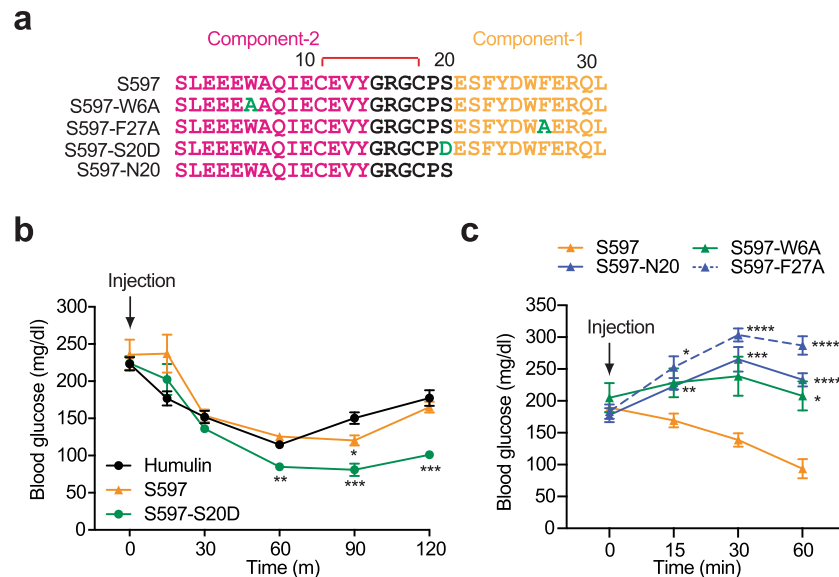 a
Component-2 Component-1
10 20 30
S597 SLEEEWAQIECEVYGRGCPSESFYDWFERQL
S597-W6A SLEEEAAQIECEVYGRGCPSESFYDWFERQL
S597-F27A SLEEEWAQIECEVYGRGCPSESFYDWAERQL
S597-S20D SLEEEWAQIECEVYGRGCPDESFYDWFERQL
S597-N20 SLEEEWAQIECEVYGRGCPS
b
Injection
Blood glucose (mg/dl)
300
250
200
150
100
50
0
Humulin
S597
S597-S20D
*
**
***
***
0 30 60 90 120
Time (m)
c
S597 S597-W6A
S597-N20 S597-F27A
Injection
Blood glucose (mg/dl)
350
300
250
200
150
100
50
0
*
**
****
***
****
****
*
0 15 30 60
Time (min)